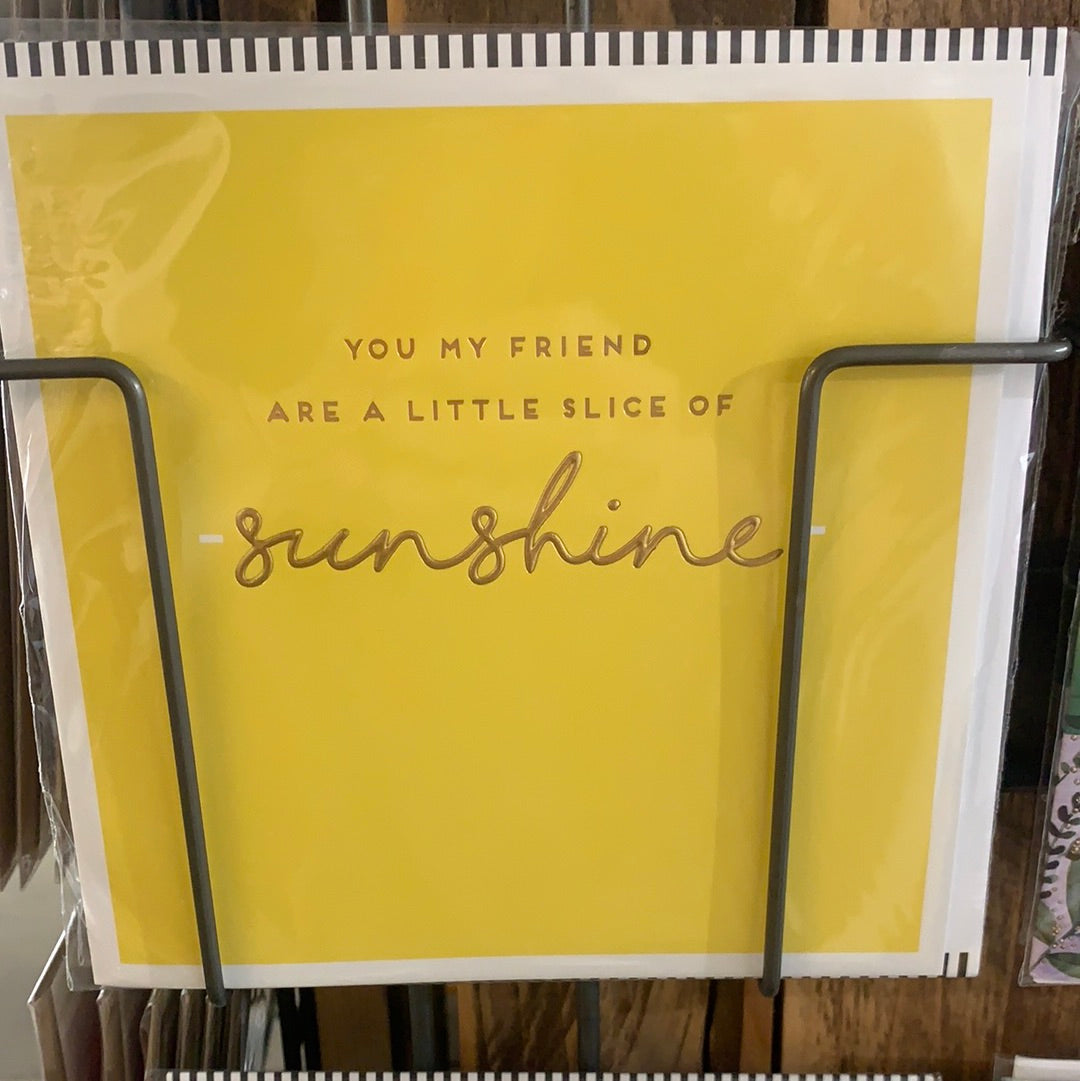 YOU MY FRIEND
ARE A LITTLE SLICE OF
sunshine